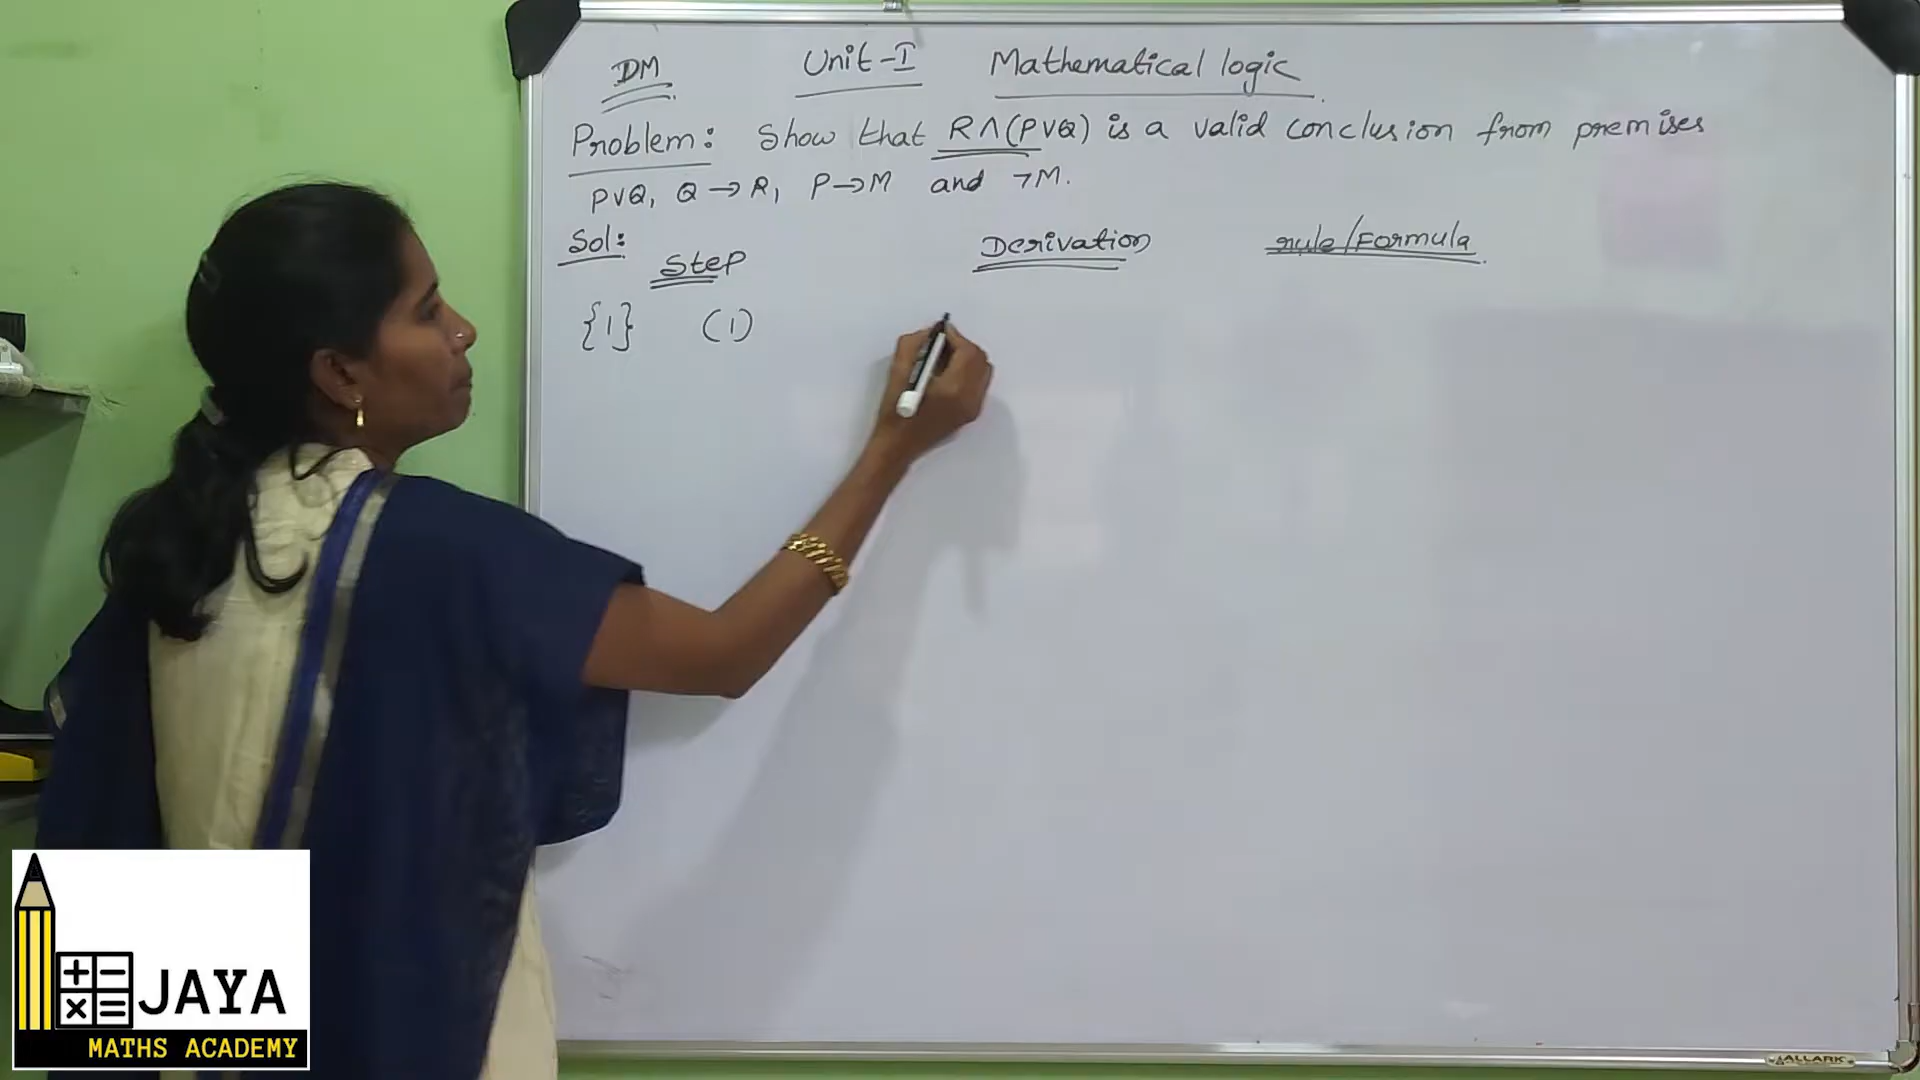 DM Unit-I Mathematical logic
Problem: Show that R∧(P∨Q) is a valid conclusion from premises
P∨Q, Q→R, P→M and ¬M.
Sol:
Step Derivation rule/Formula
{1} (1)
JAYA
MATHS ACADEMY
ALLARK